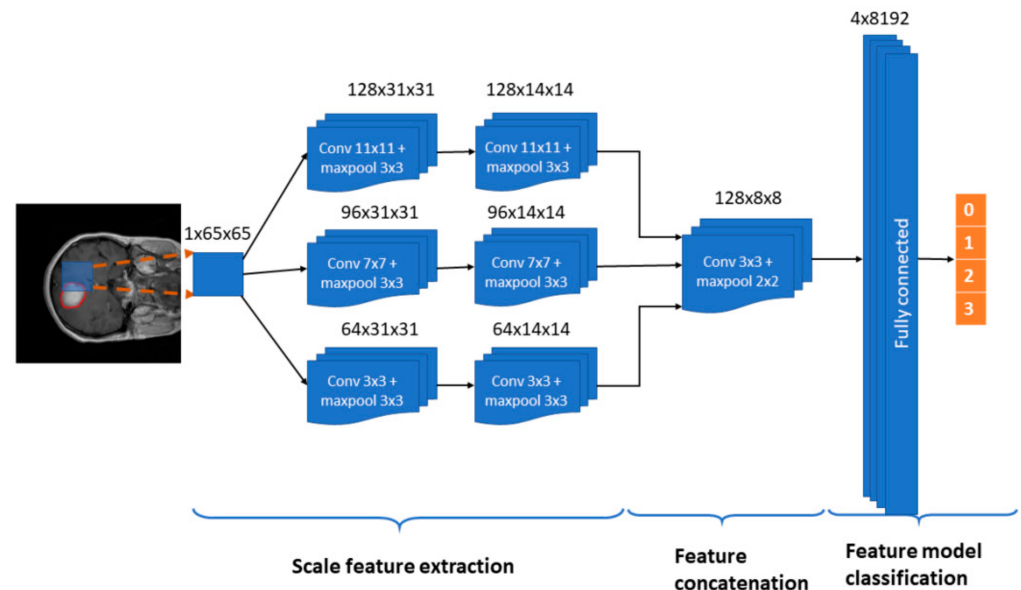 4x8192
128x31x31
128x14x14
Conv 11x11 +
maxpool 3x3
Conv 11x11 +
maxpool 3x3
1x65x65
96x31x31
96x14x14
128x8x8
Conv 7x7 +
maxpool 3x3
Conv 7x7 +
maxpool 3x3
Conv 3x3 +
maxpool 2x2
64x31x31
64x14x14
Conv 3x3 +
maxpool 3x3
Conv 3x3 +
maxpool 3x3
Fully connected
0
1
2
3
Scale feature extraction
Feature
concatenation
Feature model
classification